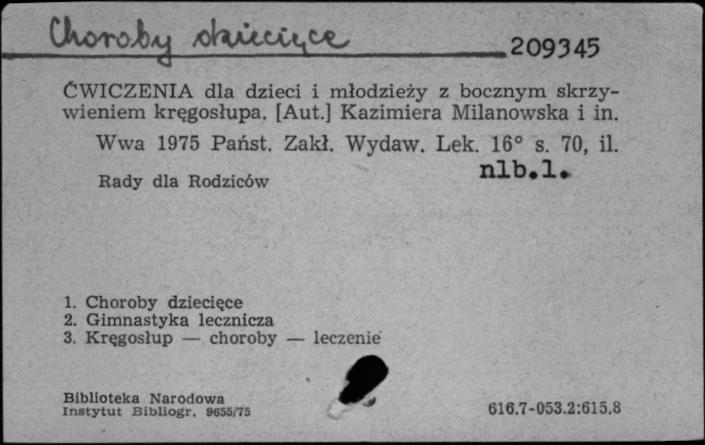 Choroby dziecięce
209345
ĆWICZENIA dla dzieci i młodzieży z bocznym skrzy-
wieniem kręgosłupa. [Aut.] Kazimiera Milanowska i in.
Wwa 1975 Państ. Zakł. Wydaw. Lek. 16° s. 70, il.
nlb.1.
Rady dla Rodziców
1. Choroby dziecięce
2. Gimnastyka lecznicza
3. Kręgosłup — choroby — leczenie
Biblioteka Narodowa
Instytut Bibliogr. 9655/75
616.7-053.2:615.8